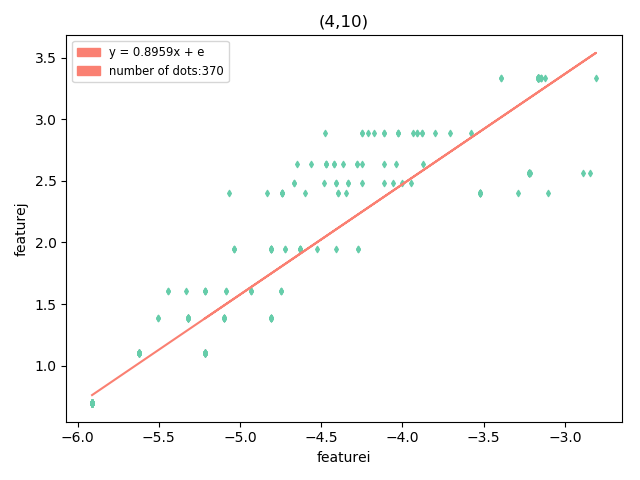 (4,10)
y = 0.8959x + e
number of dots:370
3.5
3.0
2.5
2.0
1.5
1.0
featurej
−6.0 −5.5 −5.0 −4.5 −4.0 −3.5 −3.0
featurei